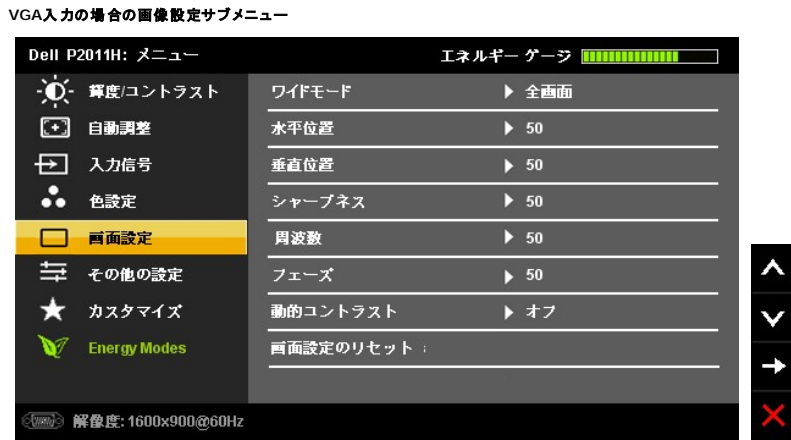 VGA入力の場合の画像設定サブメニュー
Dell P2011H: メニュー エネルギー ゲージ
輝度/コントラスト ワイドモード 全画面
自動調整 水平位置 50
入力信号 垂直位置 50
色設定 シャープネス 50
画面設定 周波数 50
その他の設定 フェーズ 50
カスタマイズ 動的コントラスト オフ
Energy Modes 画面設定のリセット :
解像度: 1600x900@60Hz